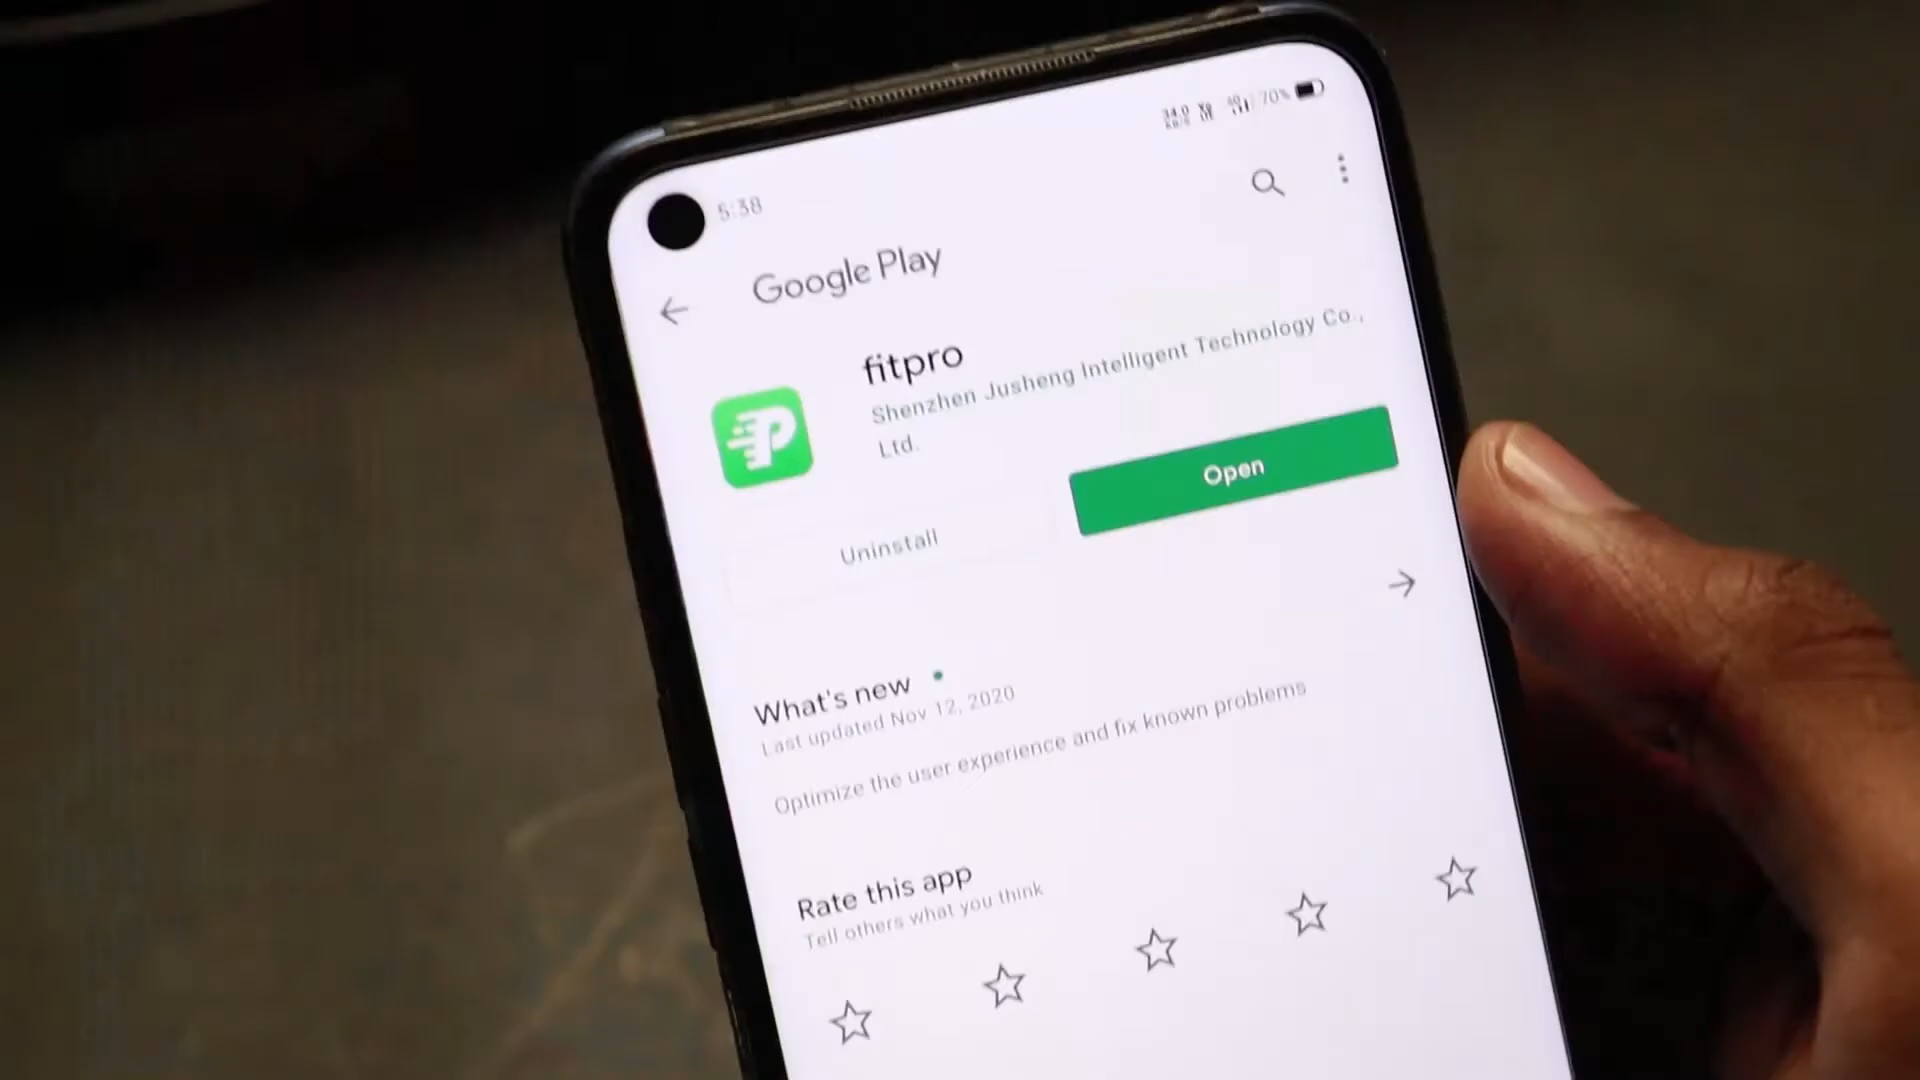 5:38
70%
Google Play
fitpro
Shenzhen Jusheng Intelligent Technology Co.,
Ltd.
Uninstall
Open
What's new
Last updated Nov 12, 2020
Optimize the user experience and fix known problems
Rate this app
Tell others what you think